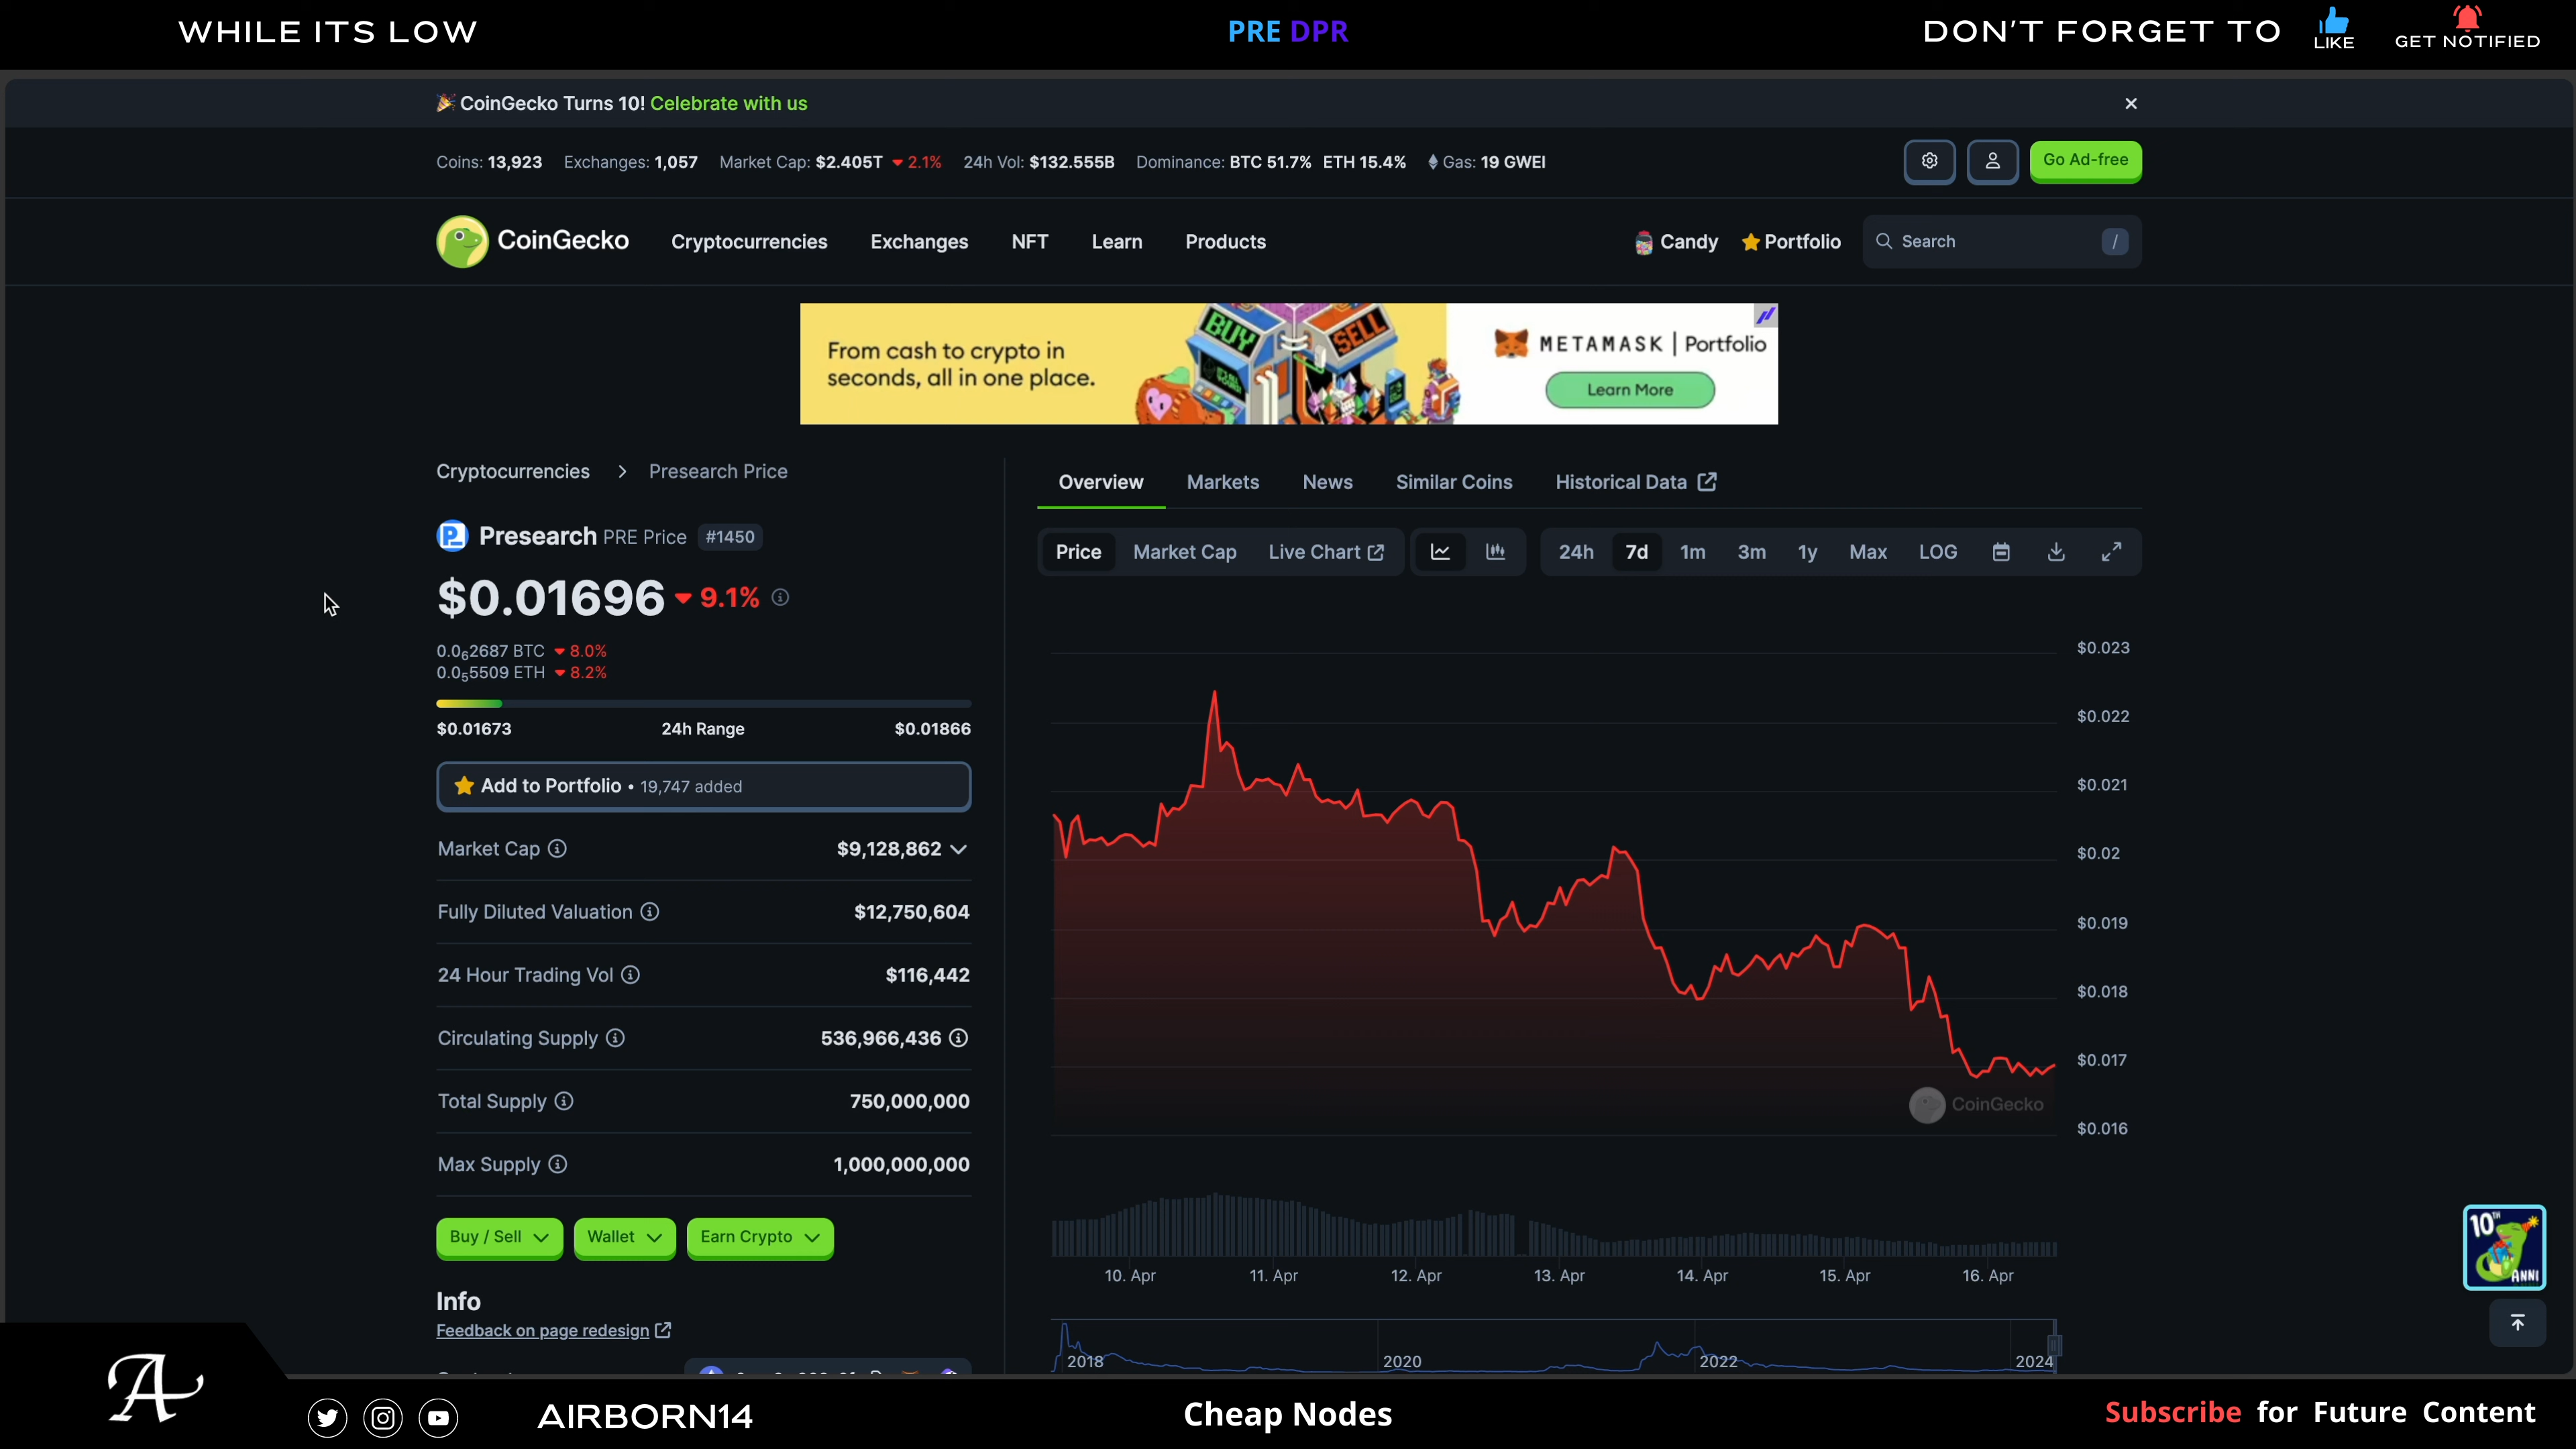 WHILE ITS LOW
PRE DPR
DON'T FORGET TO
LIKE
GET NOTIFIED
CoinGecko Turns 10! Celebrate with us
Coins: 13,923 Exchanges: 1,057 Market Cap: $2.405T 2.1% 24h Vol: $132.555B Dominance: BTC 51.7% ETH 15.4% Gas: 19 GWEI
Go Ad-free
CoinGecko Cryptocurrencies Exchanges NFT Learn Products
Candy Portfolio Search /
From cash to crypto in
seconds, all in one place.
BUY SELL
METAMASK | Portfolio
Learn More
Cryptocurrencies > Presearch Price
Presearch PRE Price #1450
$0.01696 9.1%
0.0₆2687 BTC 8.0%
0.0₅5509 ETH 8.2%
$0.01673 24h Range $0.01866
Add to Portfolio • 19,747 added
Market Cap $9,128,862
Fully Diluted Valuation $12,750,604
24 Hour Trading Vol $116,442
Circulating Supply 536,966,436
Total Supply 750,000,000
Max Supply 1,000,000,000
Buy / Sell Wallet Earn Crypto
Info
Feedback on page redesign
Overview Markets News Similar Coins Historical Data
Price Market Cap Live Chart 24h 7d 1m 3m 1y Max LOG
$0.023
$0.022
$0.021
$0.02
$0.019
$0.018
$0.017
$0.016
CoinGecko
10. Apr 11. Apr 12. Apr 13. Apr 14. Apr 15. Apr 16. Apr
2018 2020 2022 2024
10TH
ANNI
A
AIRBORN14
Cheap Nodes
Subscribe for Future Content